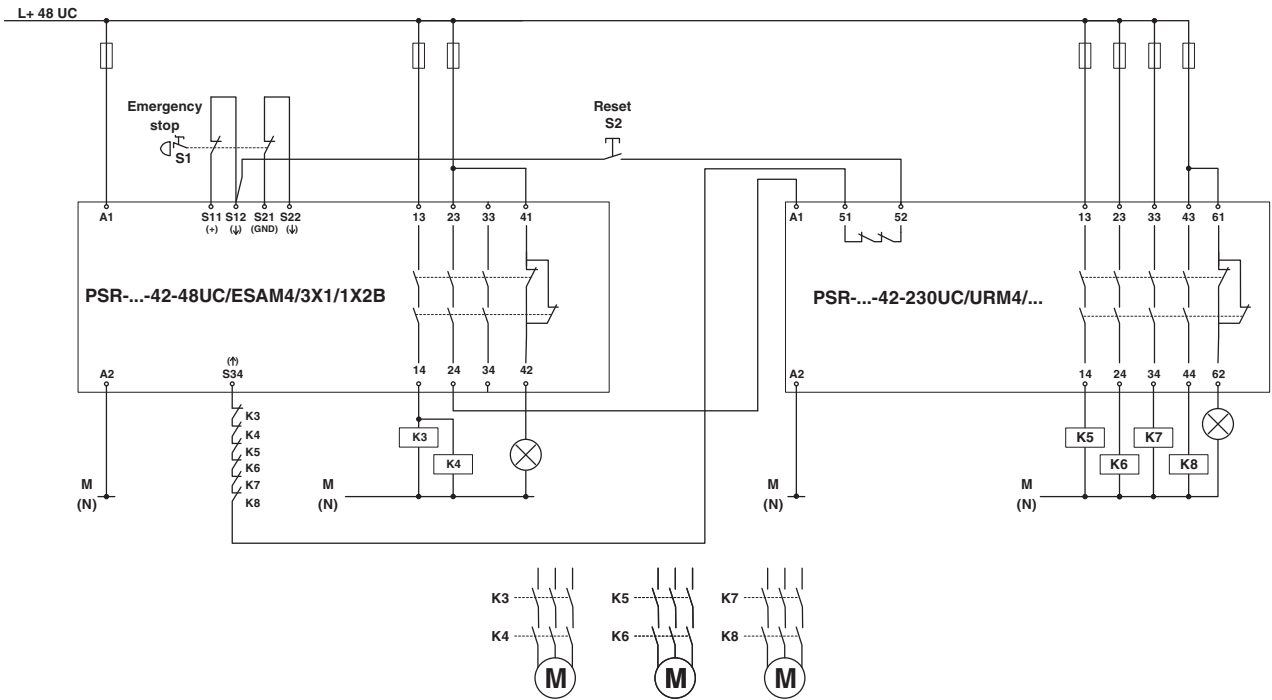 L+ 48 UC
Emergency
stop
S1
Reset
S2
A1
S11
(+)
S12
(↓)
S21
(GND)
S22
(↓)
13
23
33
41
A1
51
52
13
23
33
43
61
PSR-...-42-48UC/ESAM4/3X1/1X2B
PSR-...-42-230UC/URM4/...
A2
(↑)
S34
14
24
34
42
A2
14
24
34
44
62
K3
K4
K5
K6
K7
K8
K3
K4
K5
K6
K7
K8
M
(N)
M
(N)
M
(N)
M
(N)
K3
K4
M
K5
K6
M
K7
K8
M